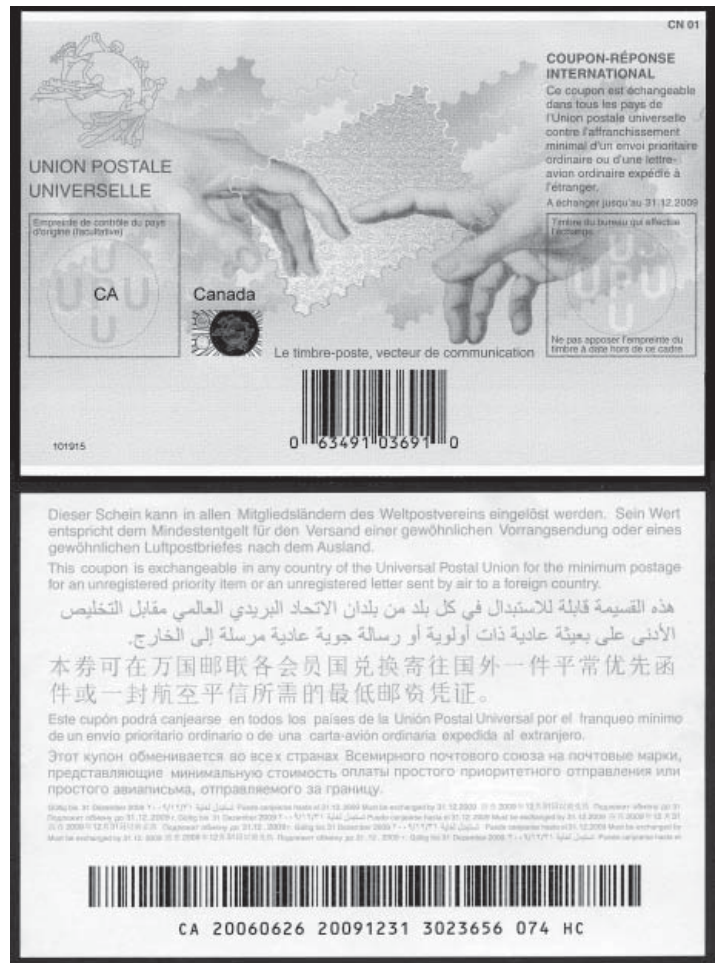 CN 01
COUPON-RÉPONSE
INTERNATIONAL
Ce coupon est échangeable
dans tous les pays de
l'Union postale universelle
contre l'affranchissement
minimal d'un envoi prioritaire
ordinaire ou d'une lettre-
avion ordinaire expédié à
l'étranger.
A échanger jusqu'au 31.12.2009
UNION POSTALE
UNIVERSELLE
Empreinte de contrôle du pays
d'origine (facultative)
U
U CA P U
U
Canada
Timbre du bureau qui effectue
l'échange
U
U P U
U
Ne pas apposer l'empreinte du
timbre à date hors de ce cadre
Le timbre-poste, vecteur de communication
0 63491 03691 0
101915
Dieser Schein kann in allen Mitgliedsländern des Weltpostvereins eingelöst werden. Sein Wert
entspricht dem Mindestentgelt für den Versand einer gewöhnlichen Vorrangsendung oder eines
gewöhnlichen Luftpostbriefes nach dem Ausland.
This coupon is exchangeable in any country of the Universal Postal Union for the minimum postage
for an unregistered priority item or an unregistered letter sent by air to a foreign country.
هذه القسيمة قابلة للاستبدال في كل بلد من بلدان الاتحاد البريدي العالمي مقابل التخليص
الأدنى على بعيثة عادية ذات أولوية أو رسالة جوية عادية مرسلة إلى الخارج.
本券可在万国邮联各会员国兑换寄往国外一件平常优先函
件或一封航空平信所需的最低邮资凭证。
Este cupón podrá canjearse en todos los países de la Unión Postal Universal por el franqueo mínimo
de un envío prioritario ordinario o de una carta-avión ordinaria expedida al extranjero.
Этот купон обменивается во всех странах Всемирного почтового союза на почтовые марки,
представляющие минимальную стоимость оплаты простого приоритетного отправления или
простого авиаписьма, отправляемого за границу.
CA 20060626 20091231 3023656 074 HC